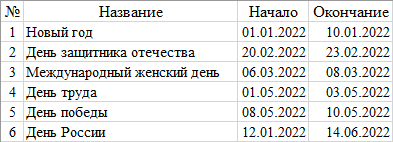 № Название Начало Окончание
1 Новый год 01.01.2022 10.01.2022
2 День защитника отечества 20.02.2022 23.02.2022
3 Международный женский день 06.03.2022 08.03.2022
4 День труда 01.05.2022 03.05.2022
5 День победы 08.05.2022 10.05.2022
6 День России 12.01.2022 14.06.2022